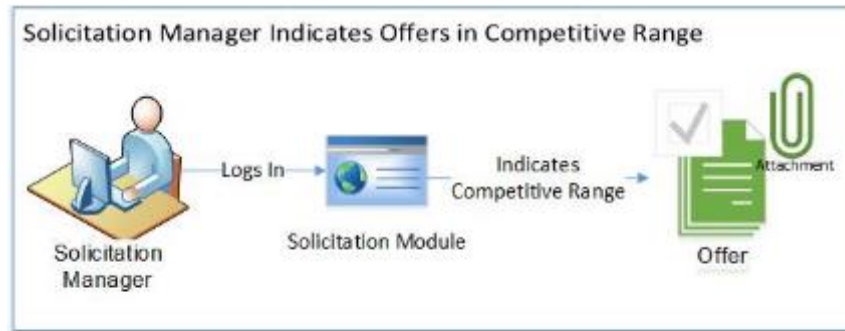 Solicitation Manager Indicates Offers in Competitive Range
Logs In
Indicates
Competitive Range
Attachment
Solicitation
Manager
Solicitation Module
Offer